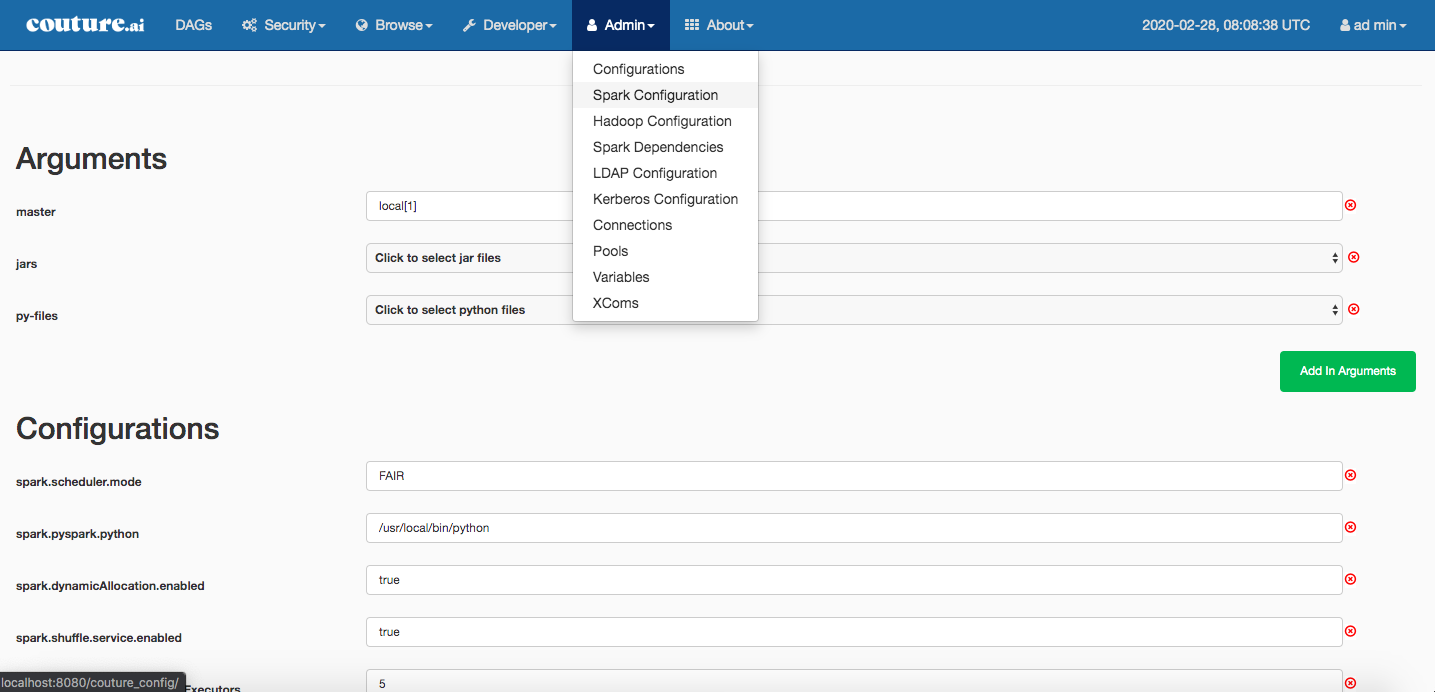 couture.ai DAGs Security Browse Developer Admin About 2020-02-28, 08:08:38 UTC ad min
Configurations
Spark Configuration
Hadoop Configuration
Spark Dependencies
LDAP Configuration
Kerberos Configuration
Connections
Pools
Variables
XComs
Arguments
master local[1]
jars Click to select jar files
py-files Click to select python files
Add In Arguments
Configurations
spark.scheduler.mode FAIR
spark.pyspark.python /usr/local/bin/python
spark.dynamicAllocation.enabled true
spark.shuffle.service.enabled true
Executors 5
localhost:8080/couture_config/